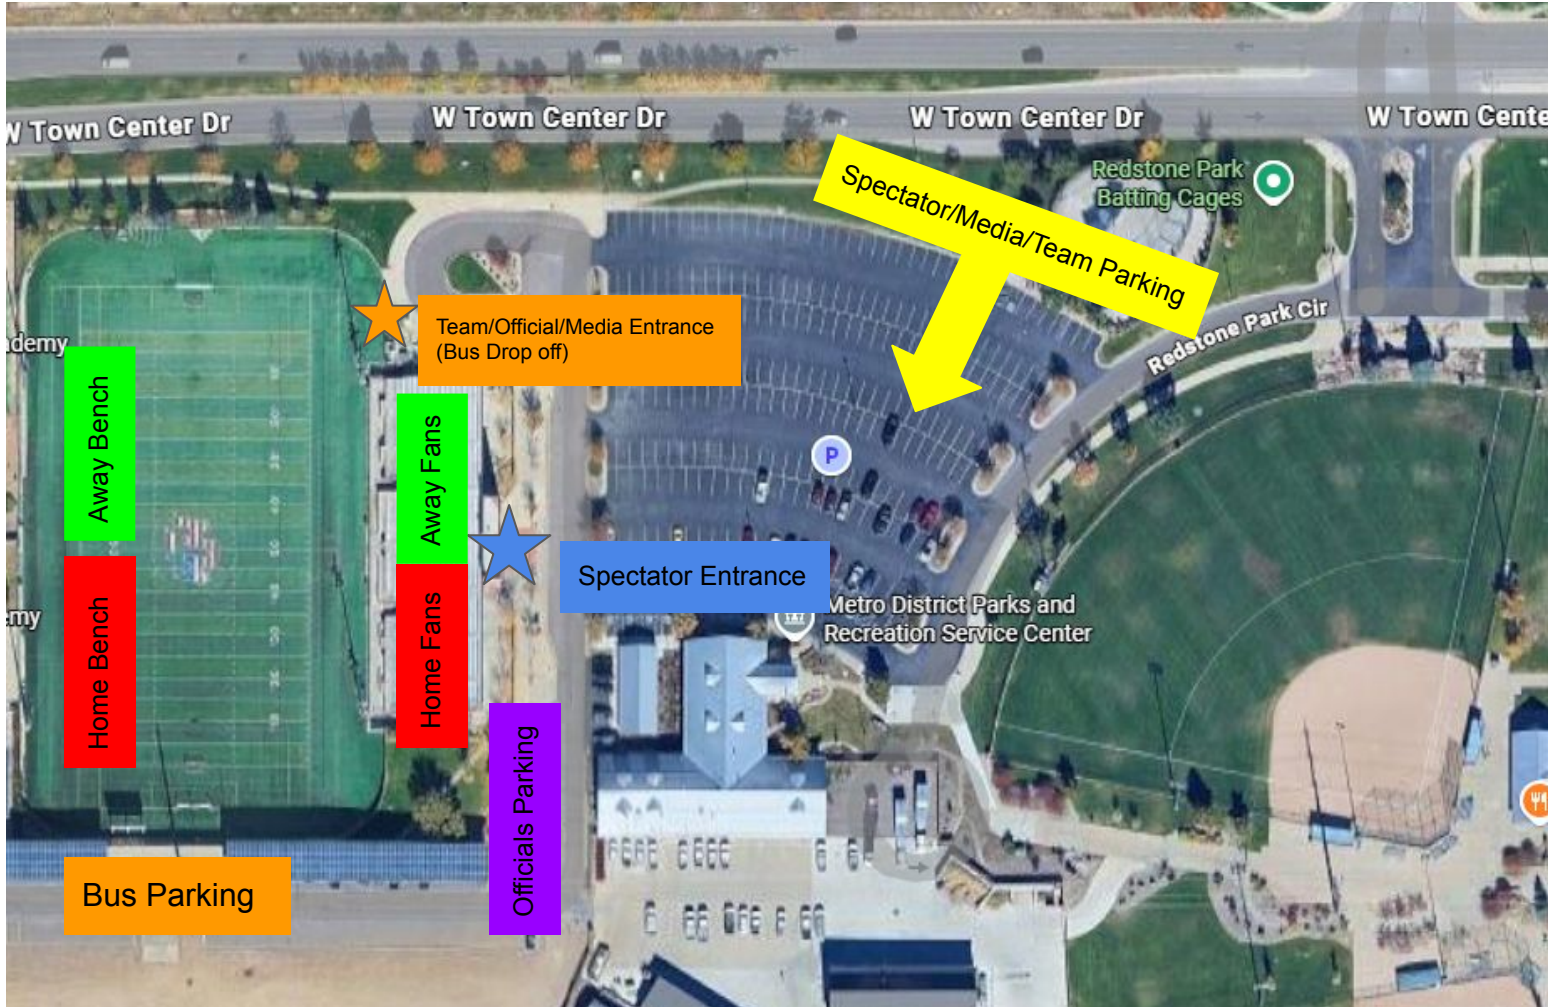 W Town Center Dr
W Town Center Dr
W Town Center Dr
W Town Cente
Redstone Park
Batting Cages
Spectator/Media/Team Parking
Redstone Park Cir
Team/Official/Media Entrance
(Bus Drop off)
ademy
Away Bench
Away Fans
P
Spectator Entrance
Metro District Parks and
Recreation Service Center
emy
Home Bench
Home Fans
Officials Parking
Bus Parking